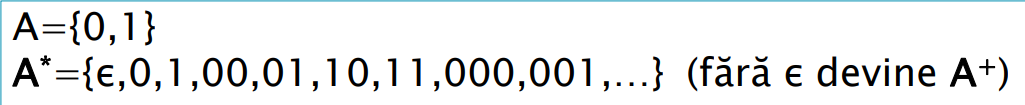 A={0,1}
A*={ϵ,0,1,00,01,10,11,000,001,...} (fără ϵ devine A⁺)